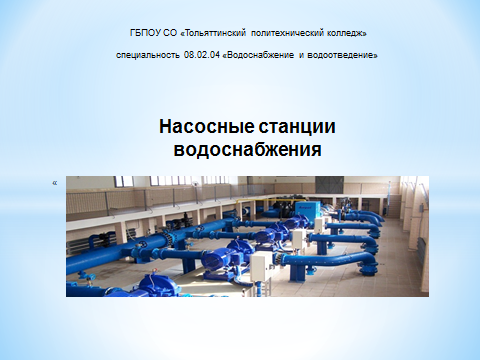 ГБПОУ СО «Тольяттинский политехнический колледж»
специальность 08.02.04 «Водоснабжение и водоотведение»
Насосные станции
водоснабжения
«